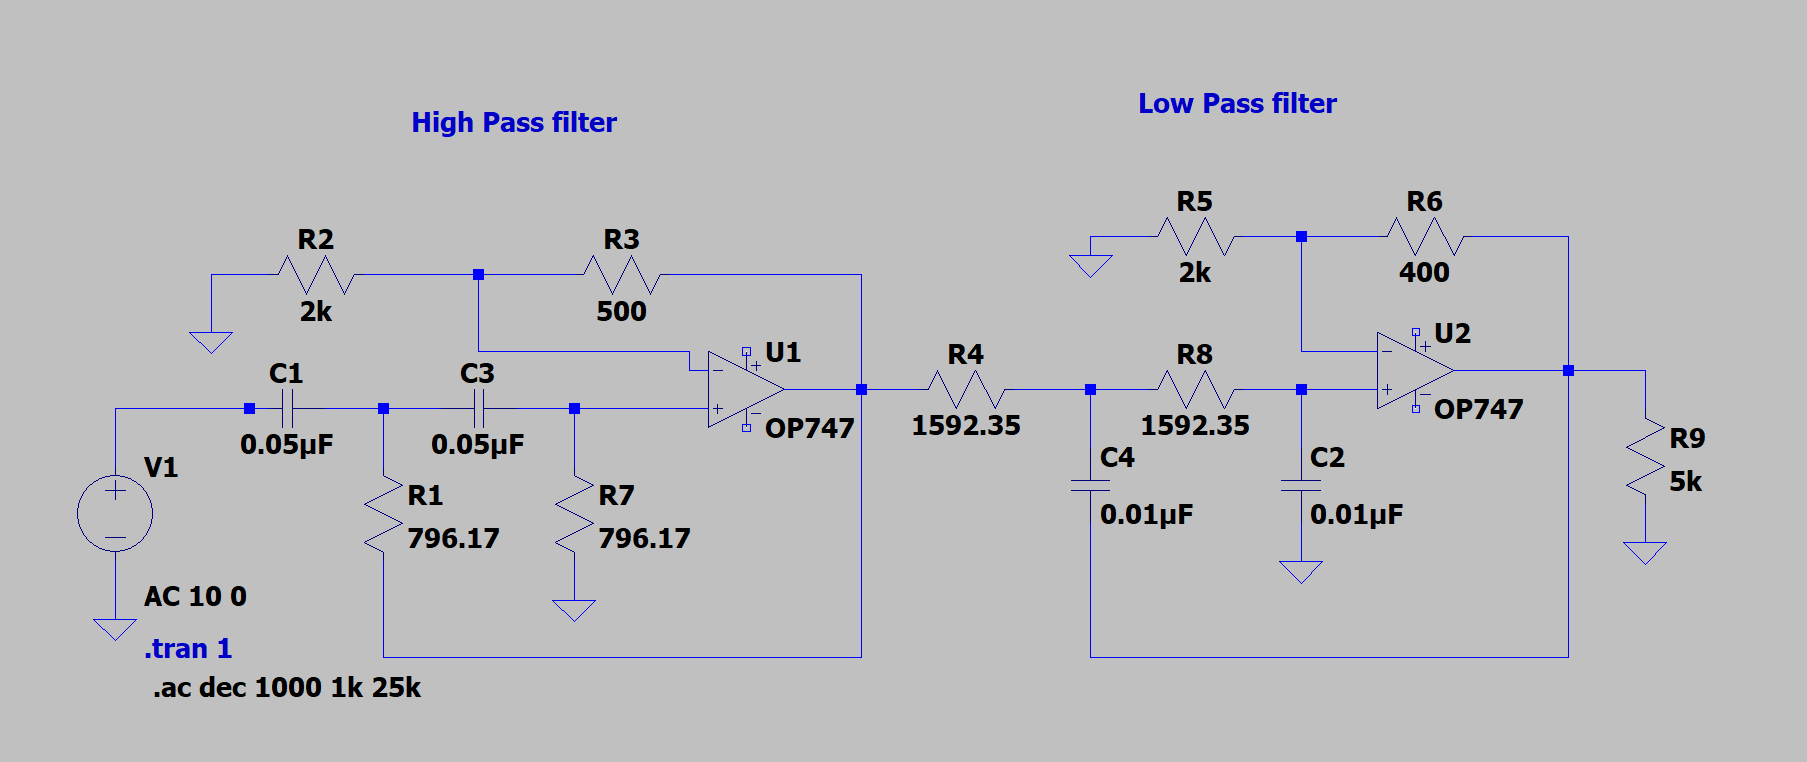 High Pass filter
Low Pass filter
R2
2k
R3
500
C1
0.05µF
C3
0.05µF
U1
OP747
V1
AC 10 0
R1
796.17
R7
796.17
.tran 1
.ac dec 1000 1k 25k
R4
1592.35
R8
1592.35
R5
2k
R6
400
U2
OP747
C4
0.01µF
C2
0.01µF
R9
5k